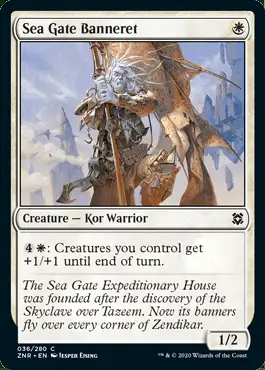 Sea Gate Banneret
Creature — Kor Warrior
4 : Creatures you control get
+1/+1 until end of turn.
The Sea Gate Expeditionary House
was founded after the discovery of the
Skyclave over Tazeem. Now its banners
fly over every corner of Zendikar.
036/280 C
ZNR • EN Jesper Ejsing
1/2
™ & © 2020 Wizards of the Coast